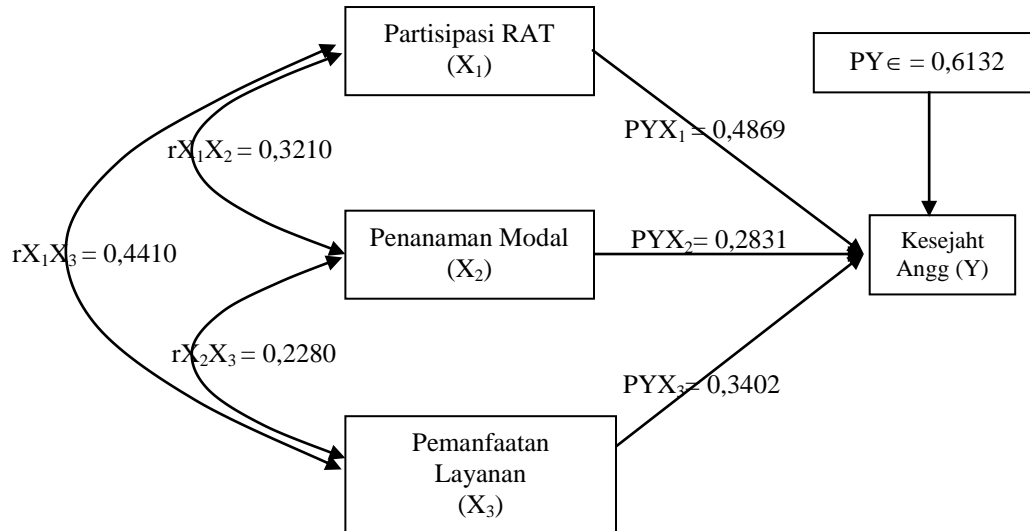 Partisipasi RAT
(X₁)
PY∈ = 0,6132
rX₁X₂ = 0,3210
PYX₁ = 0,4869
rX₁X₃ = 0,4410
Penanaman Modal
(X₂)
PYX₂= 0,2831
Kesejaht
Angg (Y)
rX₂X₃ = 0,2280
PYX₃= 0,3402
Pemanfaatan
Layanan
(X₃)